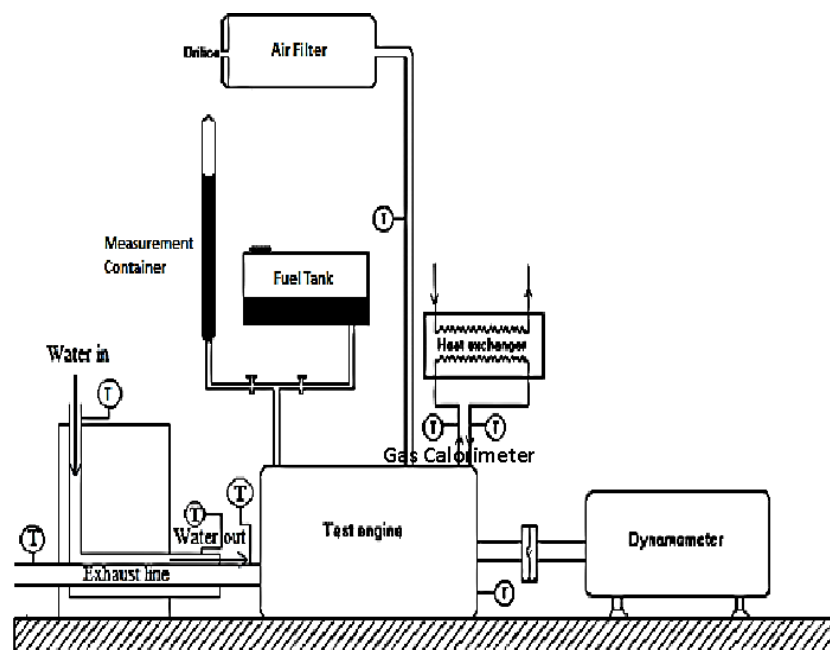 Orifice
Air Filter
T
Measurement
Container
Fuel Tank
Water in
Heat exchanger
T
T
T
Gas Calorimeter
T
T
T
Water out
Test engine
Dynamometer
Exhaust line
T